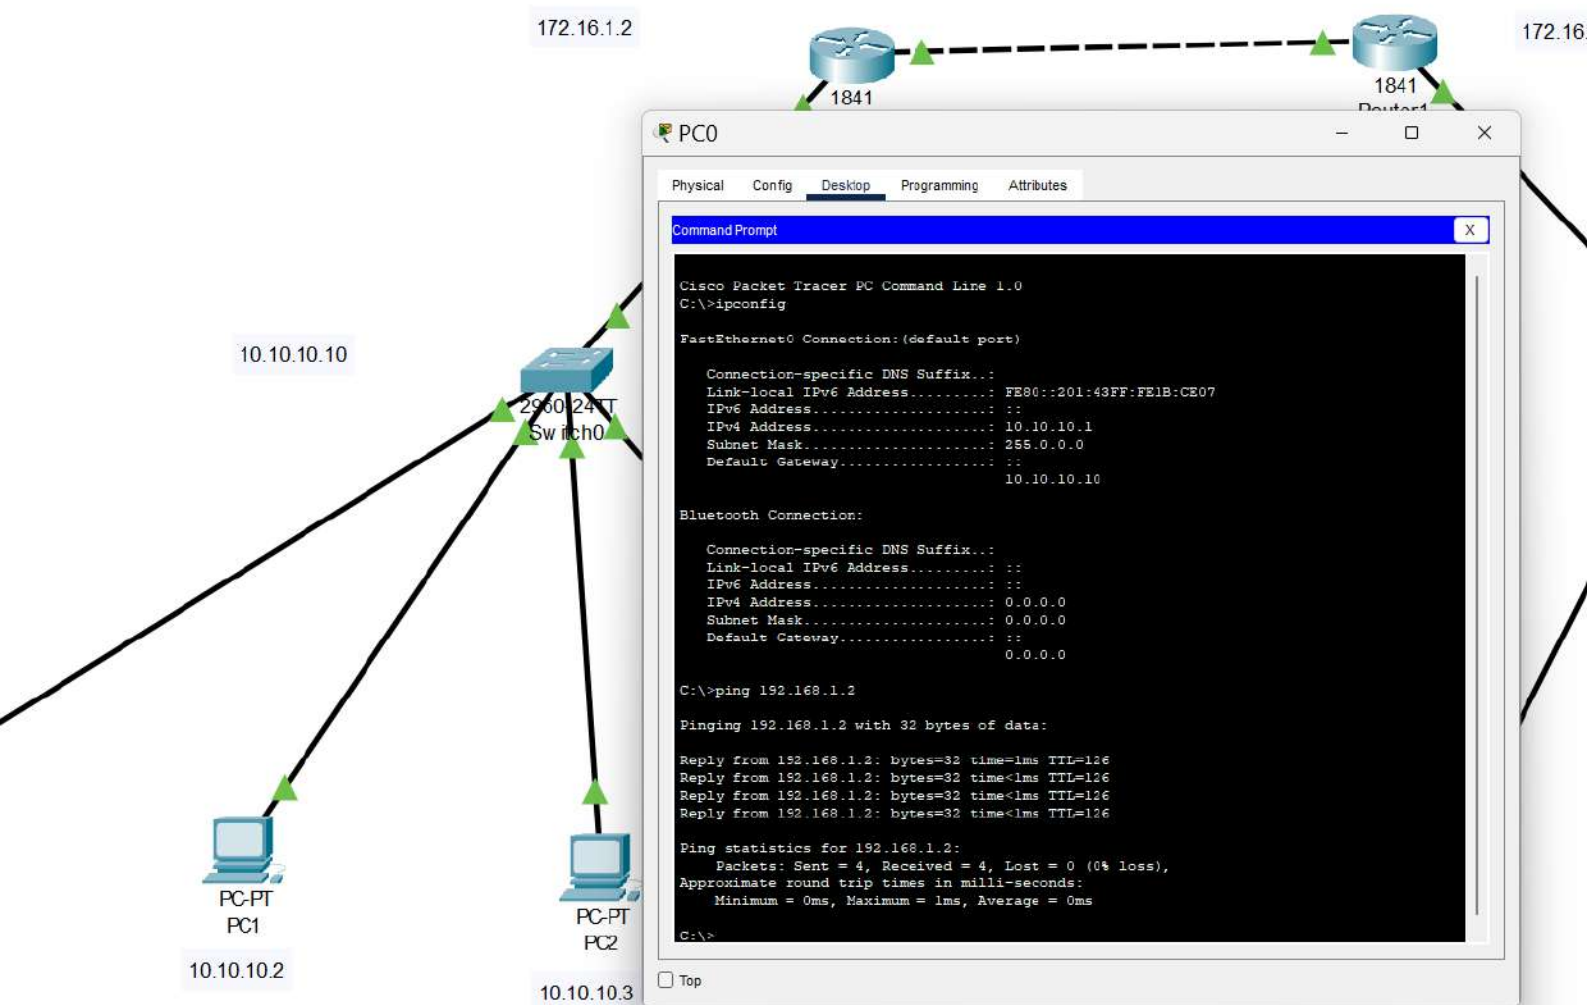 172.16.1.2
172.16.
1841
1841
Router1
PC0
Physical Config Desktop Programming Attributes
Command Prompt
X
Cisco Packet Tracer PC Command Line 1.0
C:\>ipconfig
FastEthernet0 Connection:(default port)
Connection-specific DNS Suffix..:
Link-local IPv6 Address.........: FE80::201:43FF:FE1B:CE07
IPv6 Address....................: ::
IPv4 Address....................: 10.10.10.1
Subnet Mask.....................: 255.0.0.0
Default Gateway.................: ::
10.10.10.10
Bluetooth Connection:
Connection-specific DNS Suffix..:
Link-local IPv6 Address.........: ::
IPv6 Address....................: ::
IPv4 Address....................: 0.0.0.0
Subnet Mask.....................: 0.0.0.0
Default Gateway.................: ::
0.0.0.0
C:\>ping 192.168.1.2
Pinging 192.168.1.2 with 32 bytes of data:
Reply from 192.168.1.2: bytes=32 time=1ms TTL=126
Reply from 192.168.1.2: bytes=32 time<1ms TTL=126
Reply from 192.168.1.2: bytes=32 time<1ms TTL=126
Reply from 192.168.1.2: bytes=32 time<1ms TTL=126
Ping statistics for 192.168.1.2:
Packets: Sent = 4, Received = 4, Lost = 0 (0% loss),
Approximate round trip times in milli-seconds:
Minimum = 0ms, Maximum = 1ms, Average = 0ms
C:\>
Top
10.10.10.10
2960-24TT
Switch0
PC-PT
PC1
10.10.10.2
PC-PT
PC2
10.10.10.3